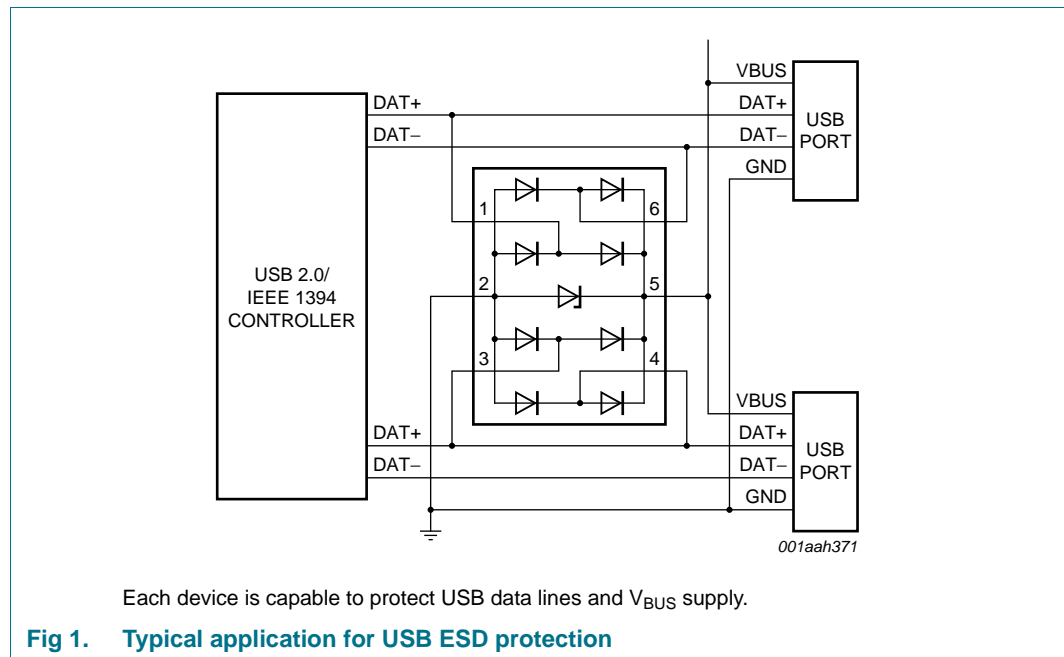 VBUS
DAT+
DAT−
GND
USB
PORT
DAT+
DAT−
1
6
2
5
3
4
USB 2.0/
IEEE 1394
CONTROLLER
DAT+
DAT−
VBUS
DAT+
DAT−
GND
USB
PORT
001aah371
Each device is capable to protect USB data lines and VBUS supply.
Fig 1. Typical application for USB ESD protection